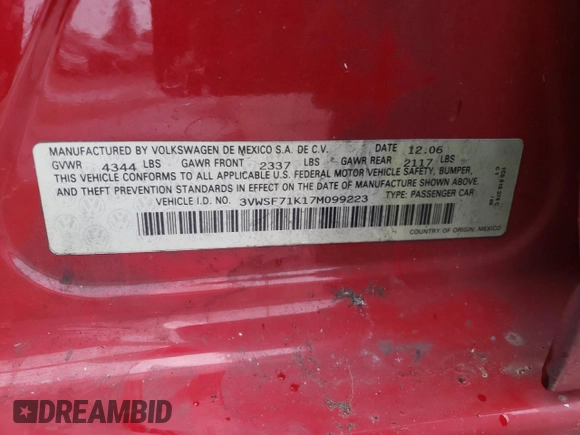 MANUFACTURED BY VOLKSWAGEN DE MEXICO S.A. DE C.V. DATE 12.06
GVWR 4344 LBS GAWR FRONT 2337 LBS GAWR REAR 2117 LBS
THIS VEHICLE CONFORMS TO ALL APPLICABLE U.S. FEDERAL MOTOR VEHICLE SAFETY, BUMPER,
AND THEFT PREVENTION STANDARDS IN EFFECT ON THE DATE OF MANUFACTURE SHOWN ABOVE.
VEHICLE I.D. NO. 3VWSF71K17M099223 TYPE: PASSENGER CAR
COUNTRY OF ORIGIN: MEXICO
DREAMBID